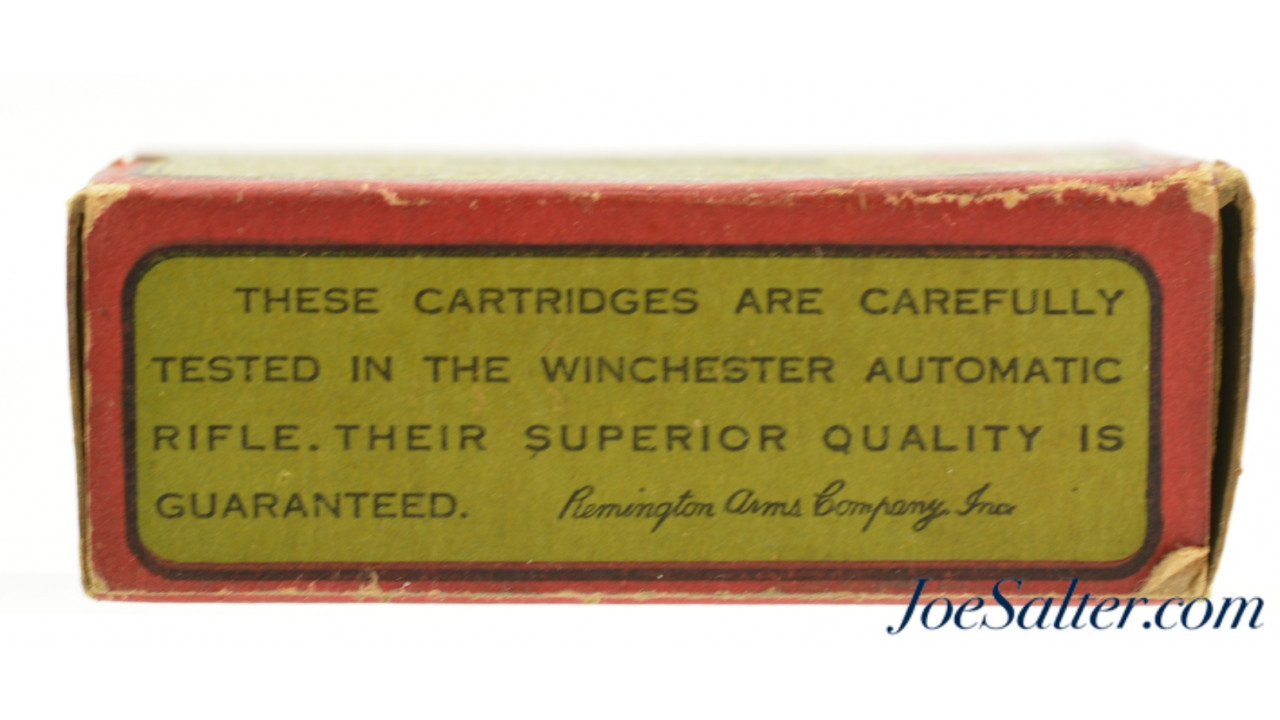 THESE CARTRIDGES ARE CAREFULLY
TESTED IN THE WINCHESTER AUTOMATIC
RIFLE. THEIR SUPERIOR QUALITY IS
GUARANTEED. Remington Arms Company, Inc.
JoeSalter.com